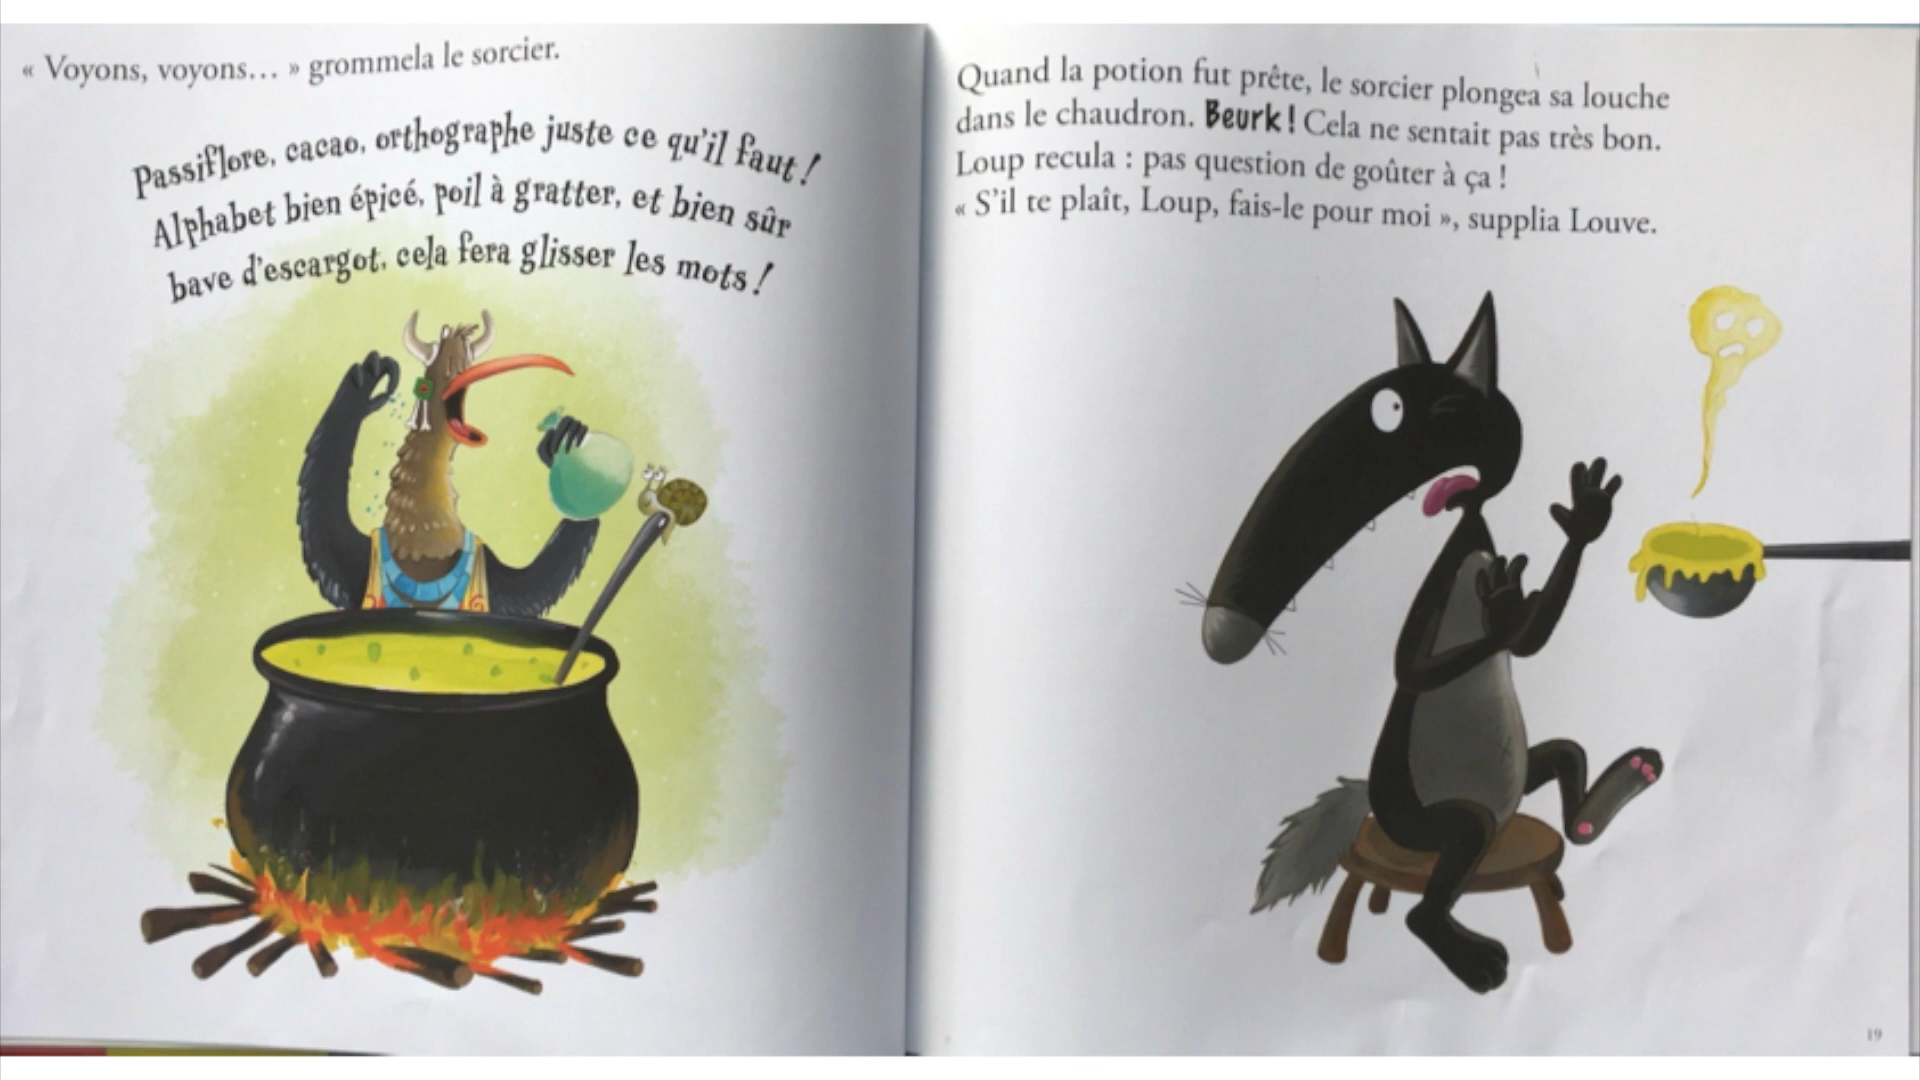 « Voyons, voyons... » grommela le sorcier.
Passiflore, cacao, orthographe juste ce qu'il faut !
Alphabet bien épicé, poil à gratter, et bien sûr
bave d'escargot, cela fera glisser les mots !
Quand la potion fut prête, le sorcier plongea sa louche
dans le chaudron. Beurk ! Cela ne sentait pas très bon.
Loup recula : pas question de goûter à ça !
« S'il te plaît, Loup, fais-le pour moi », supplia Louve.
19